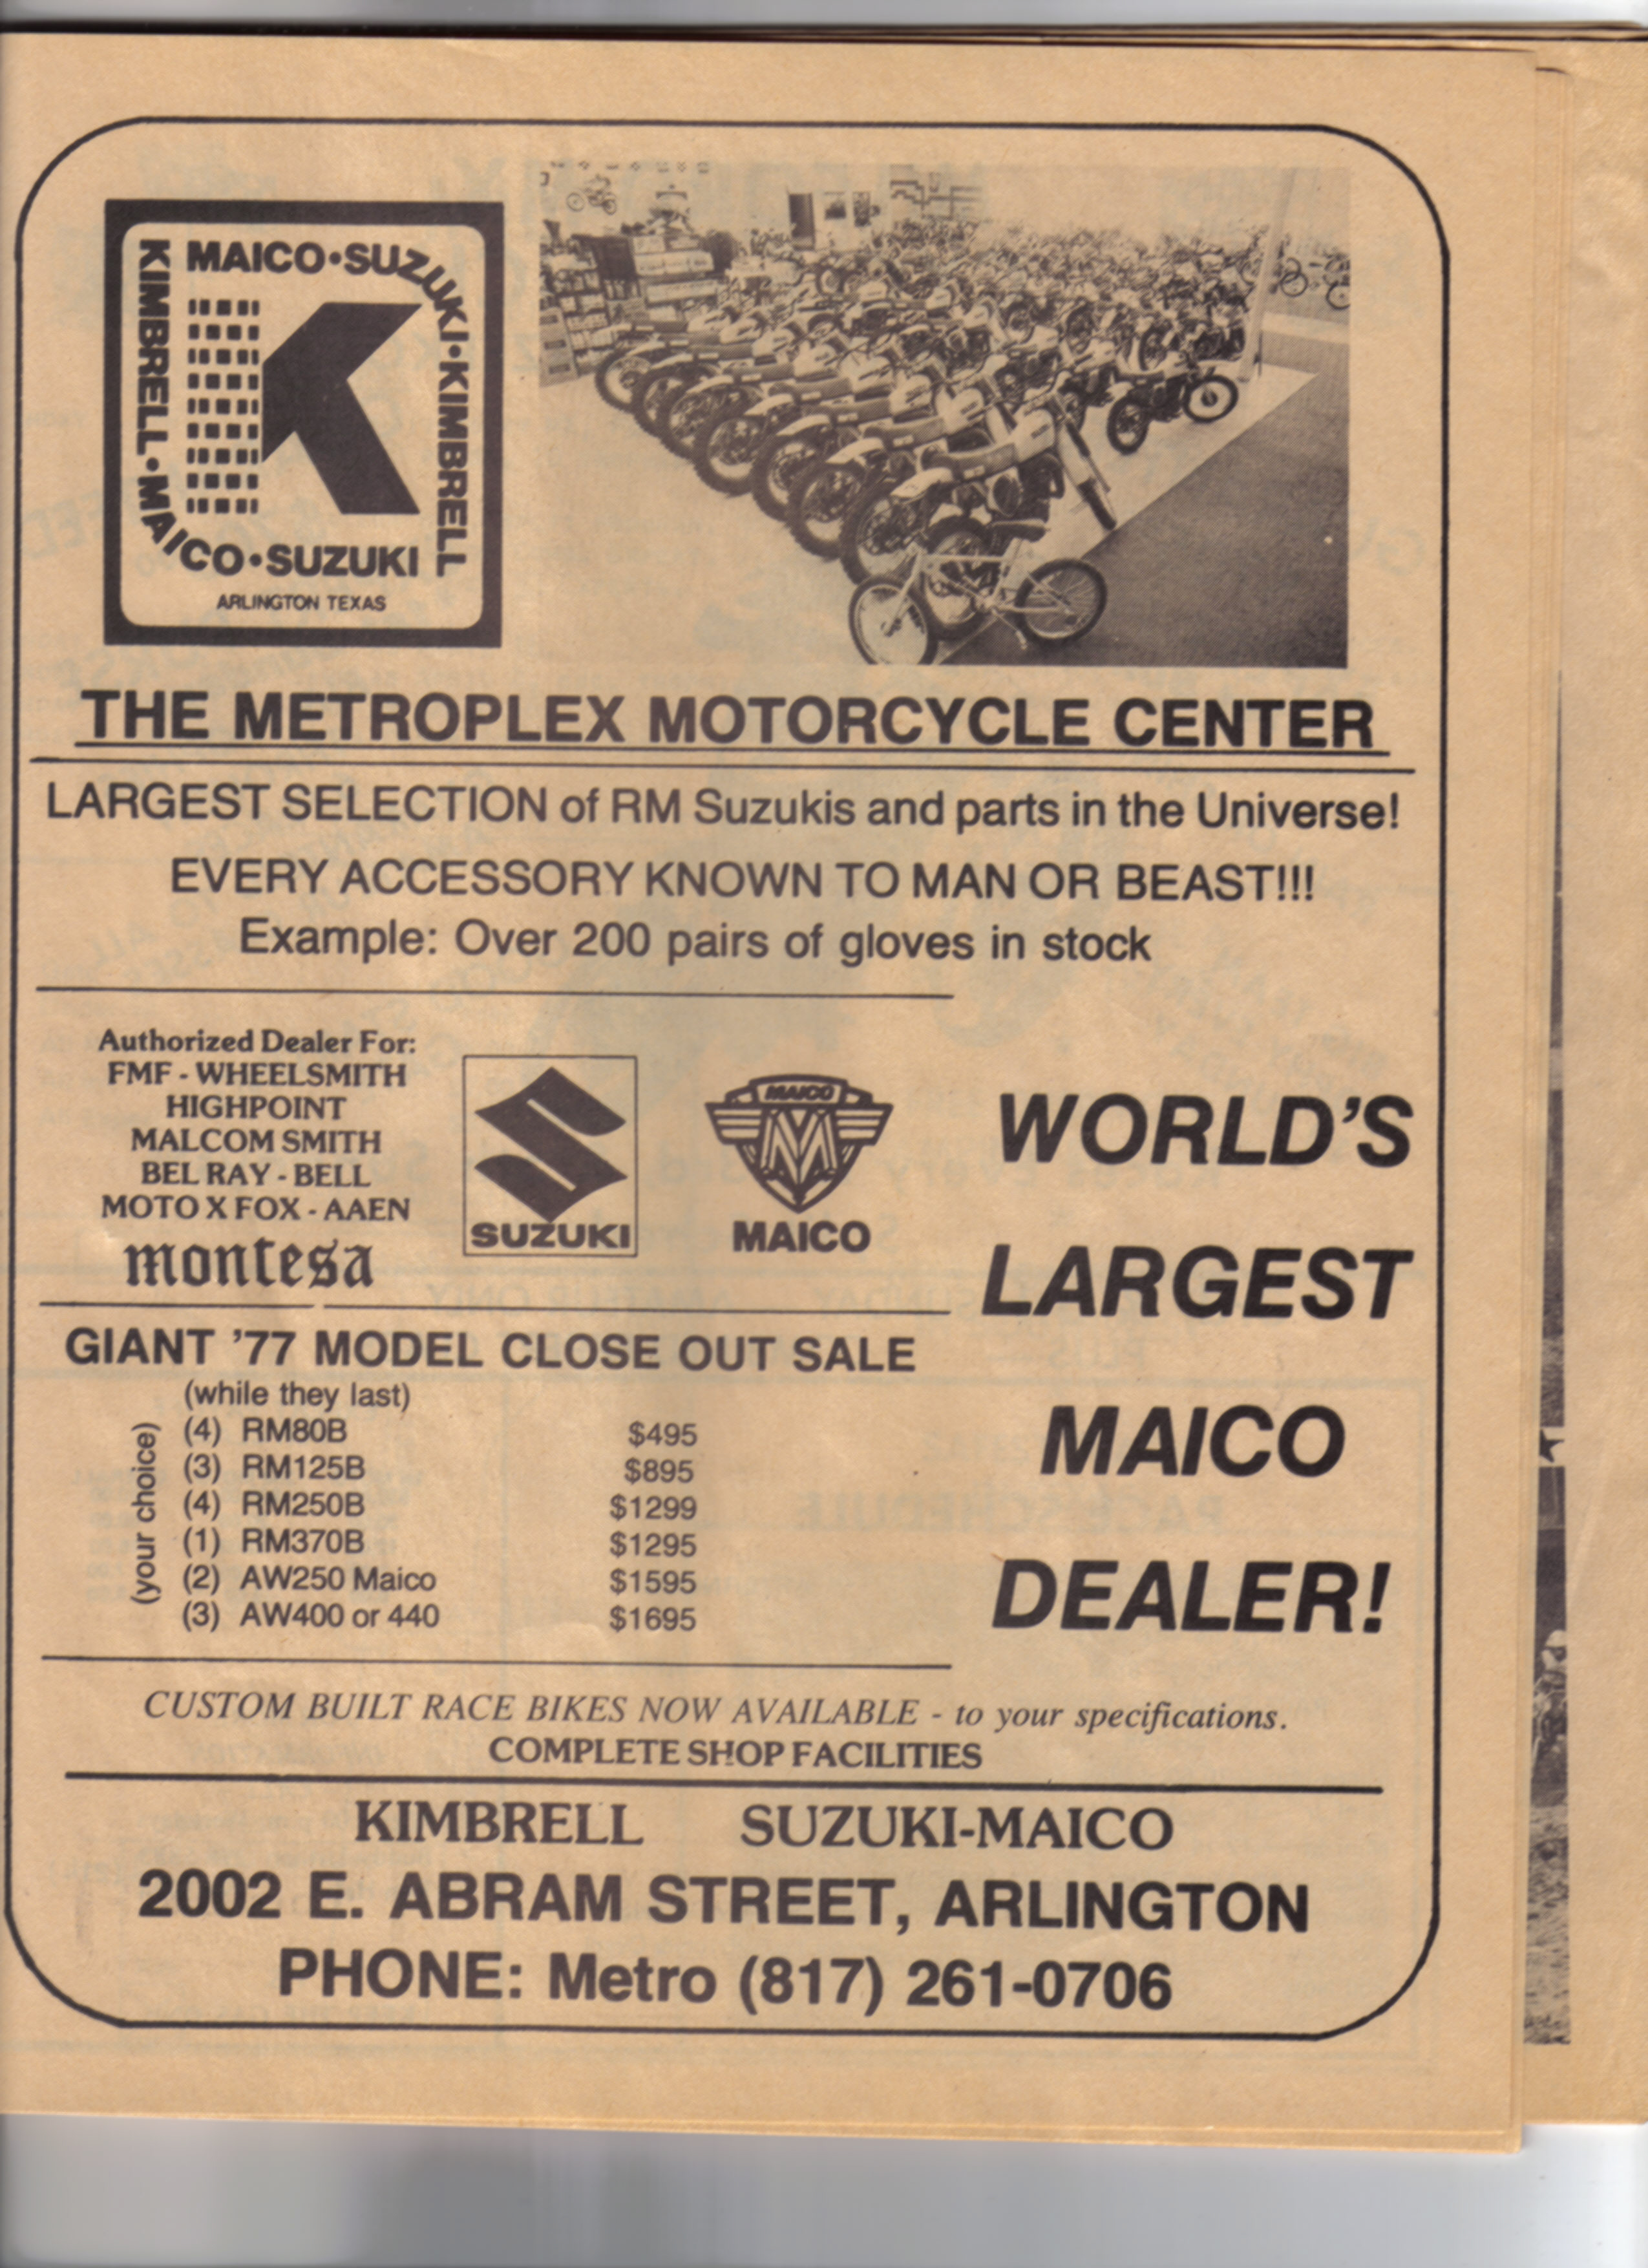 MAICO•SUZUKI•KIMBRELL
KIMBRELL•MAICO•SUZUKI
K
ARLINGTON TEXAS
THE METROPLEX MOTORCYCLE CENTER
LARGEST SELECTION of RM Suzukis and parts in the Universe!
EVERY ACCESSORY KNOWN TO MAN OR BEAST!!!
Example: Over 200 pairs of gloves in stock
Authorized Dealer For:
FMF - WHEELSMITH
HIGHPOINT
MALCOM SMITH
BEL RAY - BELL
MOTO X FOX - AAEN
montesa
SUZUKI
MAICO
M
MAICO
WORLD'S
LARGEST
MAICO
DEALER!
GIANT '77 MODEL CLOSE OUT SALE
(while they last)
(your choice)
(4) RM80B $495
(3) RM125B $895
(4) RM250B $1299
(1) RM370B $1295
(2) AW250 Maico $1595
(3) AW400 or 440 $1695
CUSTOM BUILT RACE BIKES NOW AVAILABLE - to your specifications.
COMPLETE SHOP FACILITIES
KIMBRELL SUZUKI-MAICO
2002 E. ABRAM STREET, ARLINGTON
PHONE: Metro (817) 261-0706